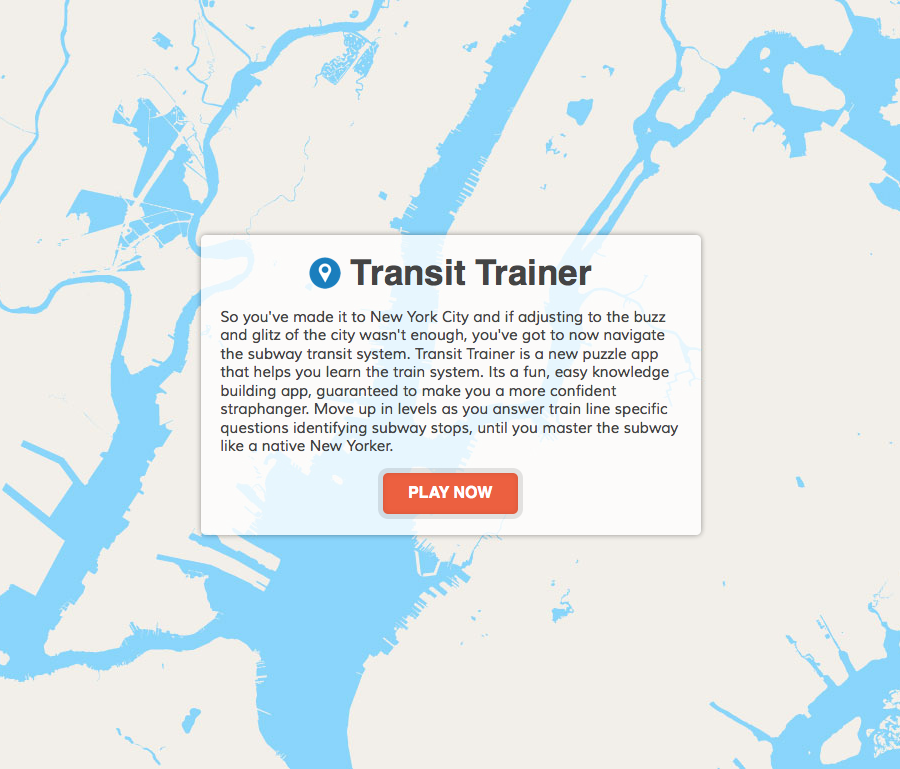 Transit Trainer
So you've made it to New York City and if adjusting to the buzz
and glitz of the city wasn't enough, you've got to now navigate
the subway transit system. Transit Trainer is a new puzzle app
that helps you learn the train system. Its a fun, easy knowledge
building app, guaranteed to make you a more confident
straphanger. Move up in levels as you answer train line specific
questions identifying subway stops, until you master the subway
like a native New Yorker.
PLAY NOW